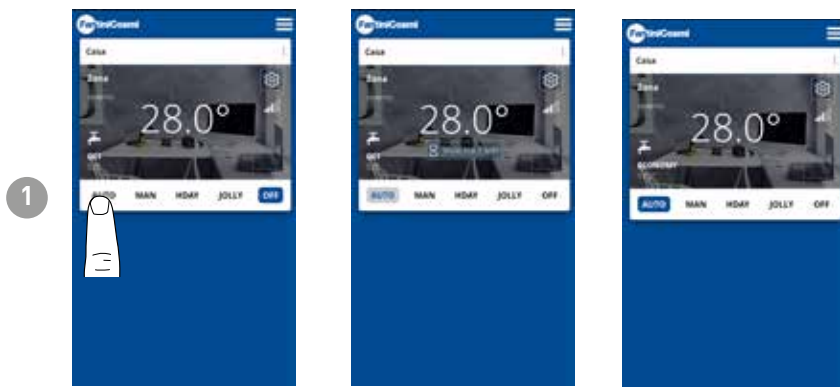 1
FantiniCosmi
Casa
Zona
28.0°
OFF
AUTO MAN HDAY JOLLY OFF
FantiniCosmi
Casa
Zona
28.0°
OFF
AUTO MAN HDAY JOLLY OFF
FantiniCosmi
Casa
Zona
28.0°
ECONOMY
AUTO MAN HDAY JOLLY OFF